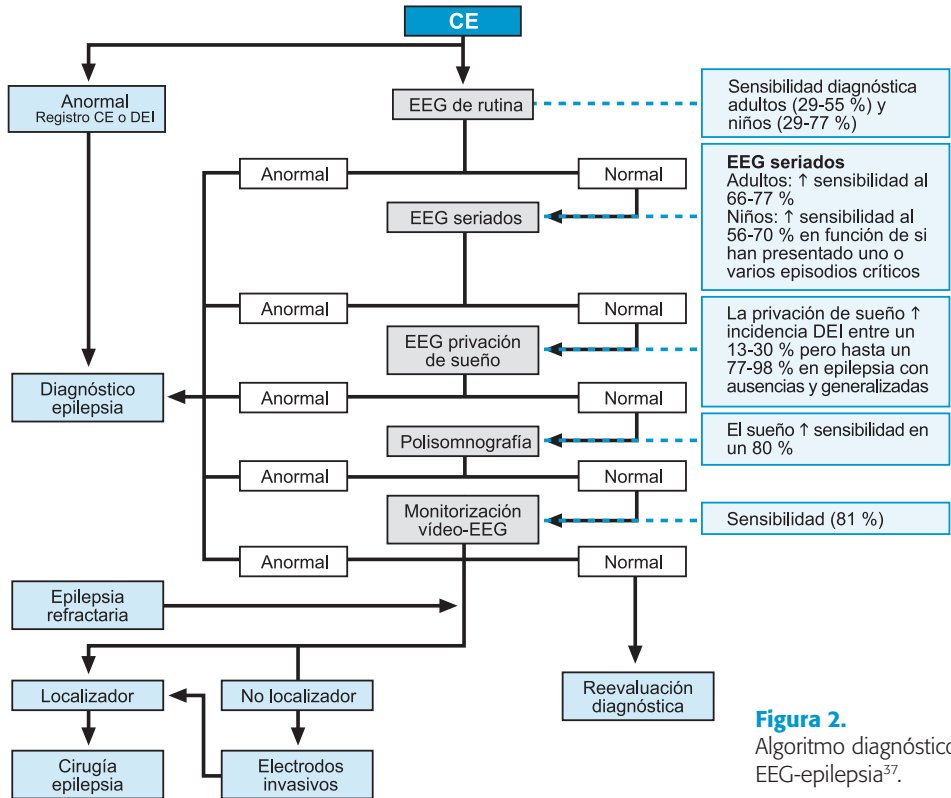 CE
Anormal
Registro CE o DEI
EEG de rutina
Sensibilidad diagnóstica
adultos (29-55 %) y
niños (29-77 %)
Anormal
Normal
EEG seriados
EEG seriados
Adultos: ↑ sensibilidad al
66-77 %
Niños: ↑ sensibilidad al
56-70 % en función de si
han presentado uno o
varios episodios críticos
Anormal
Normal
EEG privación
de sueño
La privación de sueño ↑
incidencia DEI entre un
13-30 % pero hasta un
77-98 % en epilepsia con
ausencias y generalizadas
Diagnóstico
epilepsia
Anormal
Normal
Polisomnografía
El sueño ↑ sensibilidad en
un 80 %
Anormal
Normal
Monitorización
vídeo-EEG
Sensibilidad (81 %)
Anormal
Normal
Epilepsia
refractaria
Localizador
No localizador
Reevaluación
diagnóstica
Cirugía
epilepsia
Electrodos
invasivos
Figura 2.
Algoritmo diagnóstico
EEG-epilepsia³⁷.